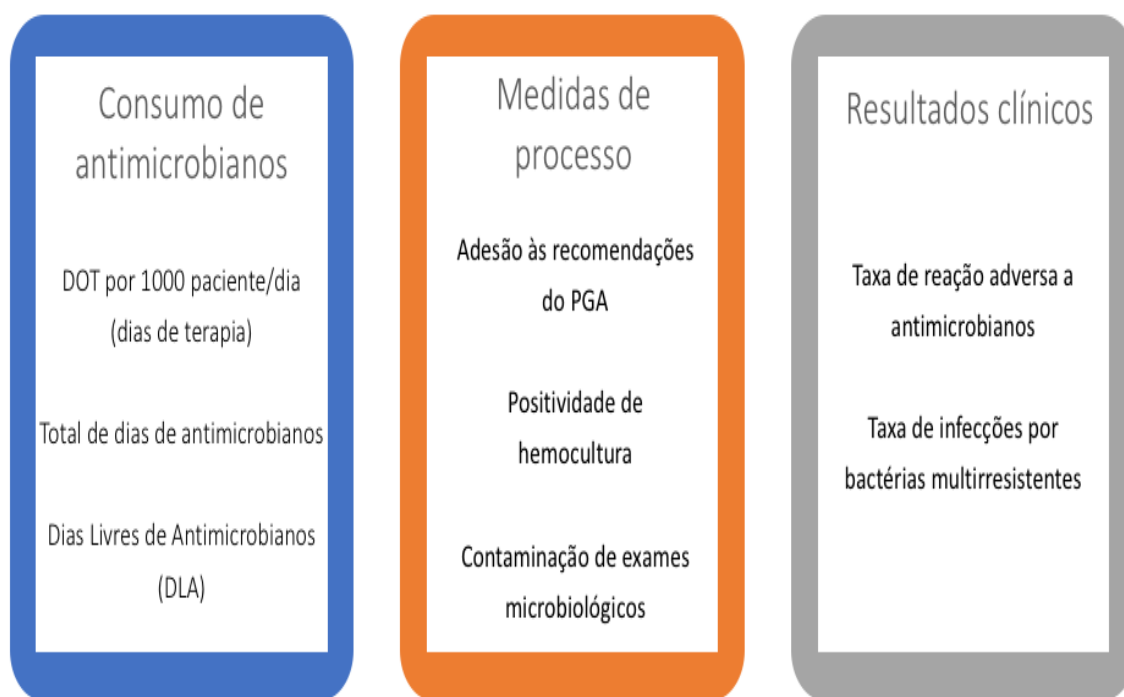 Consumo de
antimicrobianos
DOT por 1000 paciente/dia
(dias de terapia)
Total de dias de antimicrobianos
Dias Livres de Antimicrobianos
(DLA)
Medidas de
processo
Adesão às recomendações
do PGA
Positividade de
hemocultura
Contaminação de exames
microbiológicos
Resultados clínicos
Taxa de reação adversa a
antimicrobianos
Taxa de infecções por
bactérias multirresistentes